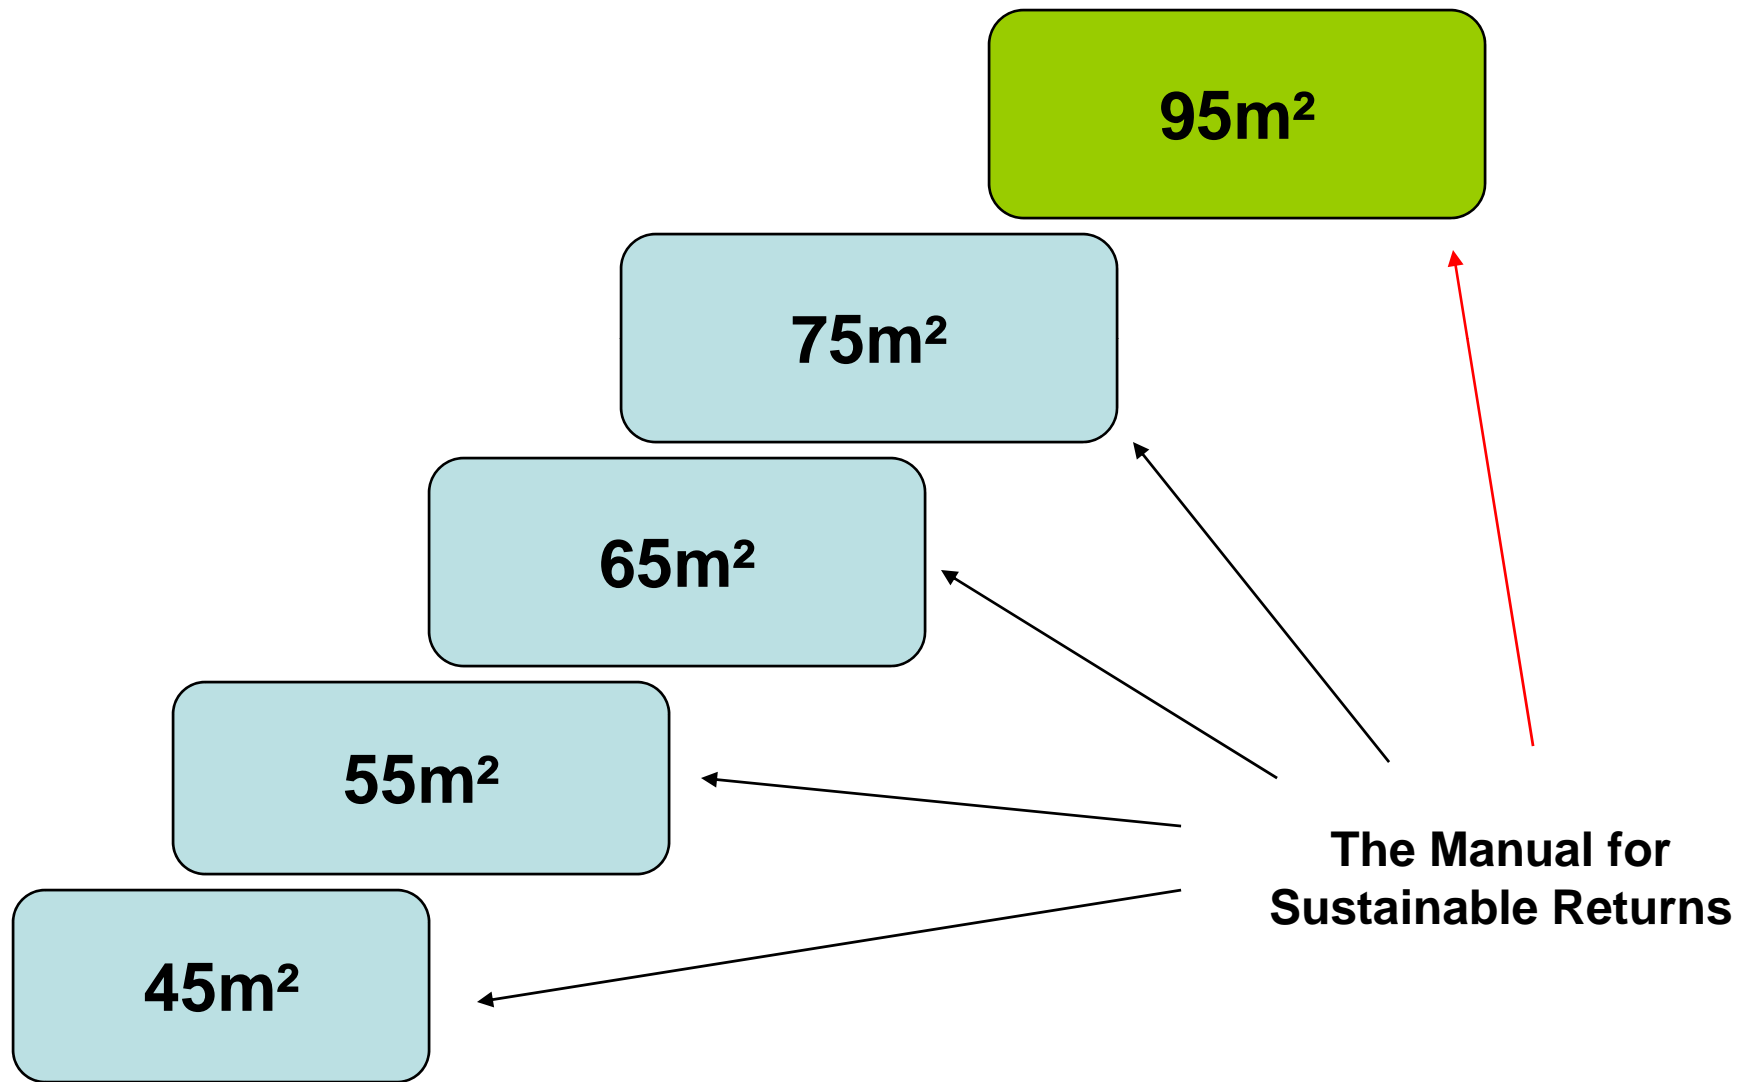 95m²
75m²
65m²
55m²
The Manual for
Sustainable Returns
45m²